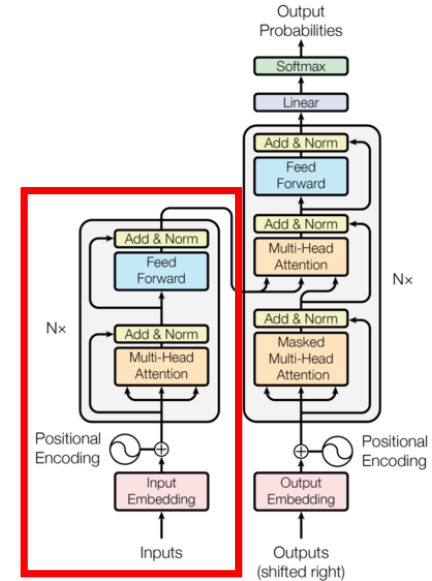 Output
Probabilities
Softmax
Linear
Add & Norm
Feed
Forward
Add & Norm
Multi-Head
Attention
Nx
Add & Norm
Masked
Multi-Head
Attention
Positional
Encoding
Output
Embedding
Outputs
(shifted right)
Add & Norm
Feed
Forward
Nx
Add & Norm
Multi-Head
Attention
Positional
Encoding
Input
Embedding
Inputs